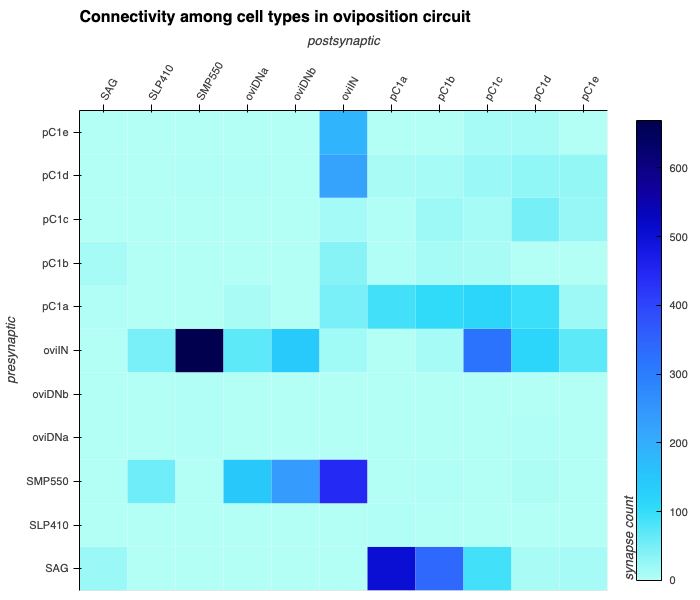 Connectivity among cell types in oviposition circuit
postsynaptic
SAG
SLP410
SMP550
oviDNa
oviDNb
oviIN
pC1a
pC1b
pC1c
pC1d
pC1e
presynaptic
pC1e
pC1d
pC1c
pC1b
pC1a
oviIN
oviDNb
oviDNa
SMP550
SLP410
SAG
synapse count
600
500
400
300
200
100
0